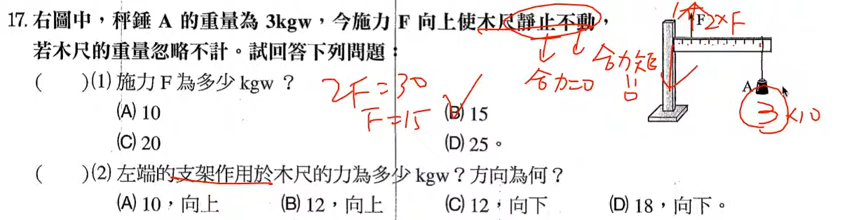 17. 右圖中，秤錘 A 的重量為 3kgw，今施力 F 向上使木尺靜止不動，
若木尺的重量忽略不計。試回答下列問題：
(　　)(1) 施力 F 為多少 kgw ？
(A) 10　(B) 15
(C) 20　(D) 25。
(　　)(2) 左端的支架作用於木尺的力為多少 kgw？方向為何？
(A) 10，向上　(B) 12，向上　(C) 12，向下　(D) 18，向下。
2F=30
F=15
合力=0
合力矩=0
F
2×F
A
3×10